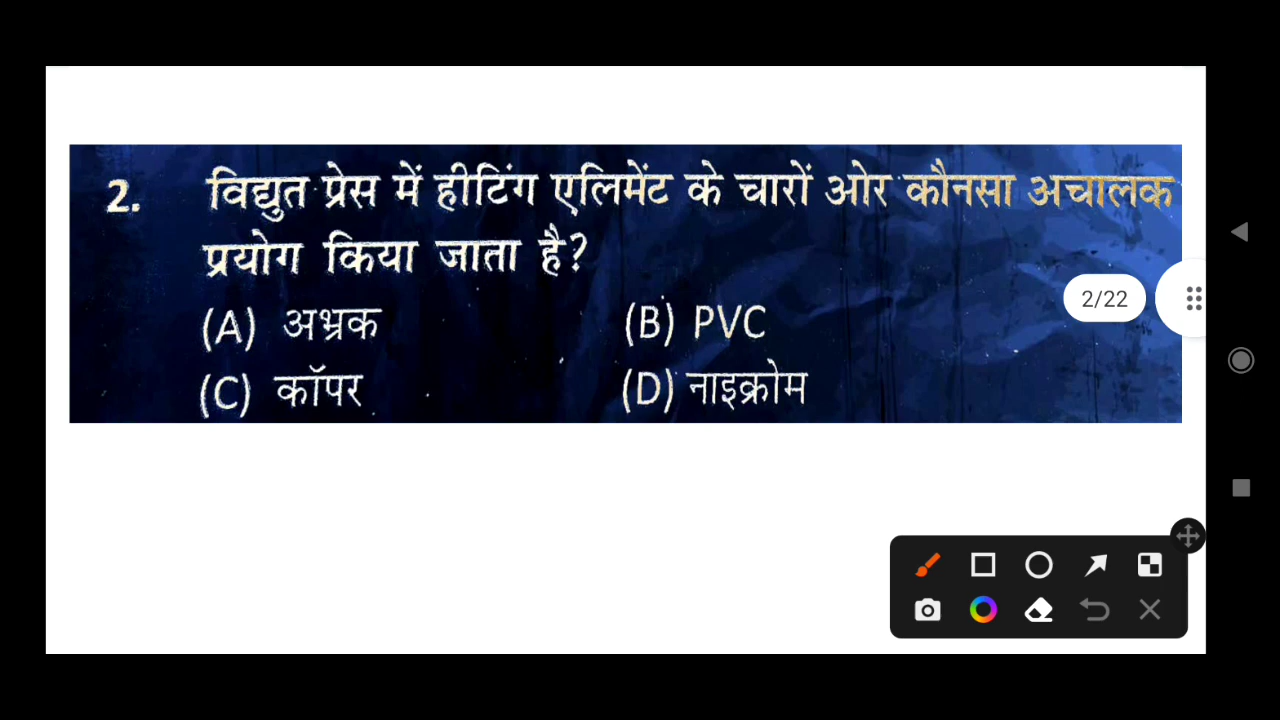 2. विद्युत प्रेस में हीटिंग एलिमेंट के चारों ओर कौनसा अचालक
प्रयोग किया जाता है?
2/22
(A) अभ्रक (B) PVC
(C) कॉपर (D) नाइक्रोम